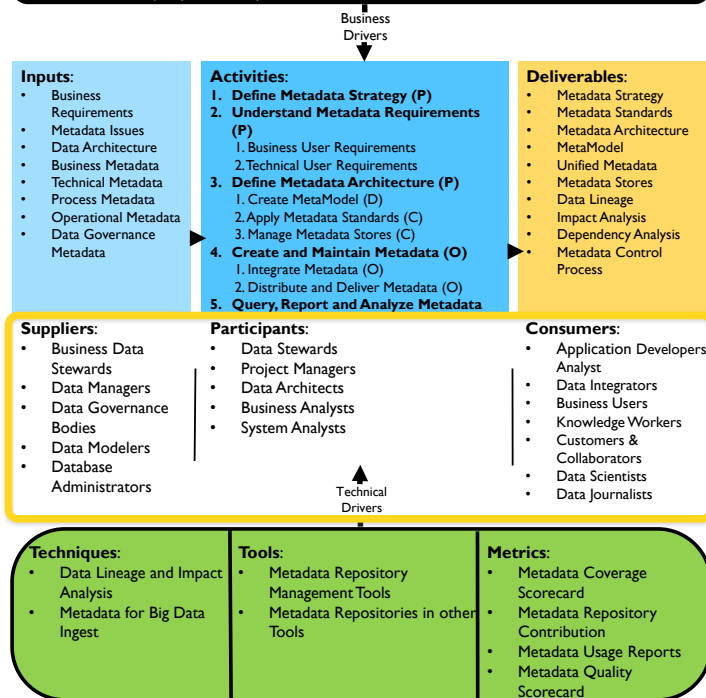 Business
Drivers
Inputs:
• Business
Requirements
• Metadata Issues
• Data Architecture
• Business Metadata
• Technical Metadata
• Process Metadata
• Operational Metadata
• Data Governance
Metadata
Activities:
1. Define Metadata Strategy (P)
2. Understand Metadata Requirements
(P)
1. Business User Requirements
2. Technical User Requirements
3. Define Metadata Architecture (P)
1. Create MetaModel (D)
2. Apply Metadata Standards (C)
3. Manage Metadata Stores (C)
4. Create and Maintain Metadata (O)
1. Integrate Metadata (O)
2. Distribute and Deliver Metadata (O)
5. Query, Report and Analyze Metadata
Deliverables:
• Metadata Strategy
• Metadata Standards
• Metadata Architecture
• MetaModel
• Unified Metadata
• Metadata Stores
• Data Lineage
• Impact Analysis
• Dependency Analysis
• Metadata Control
Process
Suppliers:
• Business Data
Stewards
• Data Managers
• Data Governance
Bodies
• Data Modelers
• Database
Administrators
Participants:
• Data Stewards
• Project Managers
• Data Architects
• Business Analysts
• System Analysts
Consumers:
• Application Developers
Analyst
• Data Integrators
• Business Users
• Knowledge Workers
• Customers &
Collaborators
• Data Scientists
• Data Journalists
Technical
Drivers
Techniques:
• Data Lineage and Impact
Analysis
• Metadata for Big Data
Ingest
Tools:
• Metadata Repository
Management Tools
• Metadata Repositories in other
Tools
Metrics:
• Metadata Coverage
Scorecard
• Metadata Repository
Contribution
• Metadata Usage Reports
• Metadata Quality
Scorecard